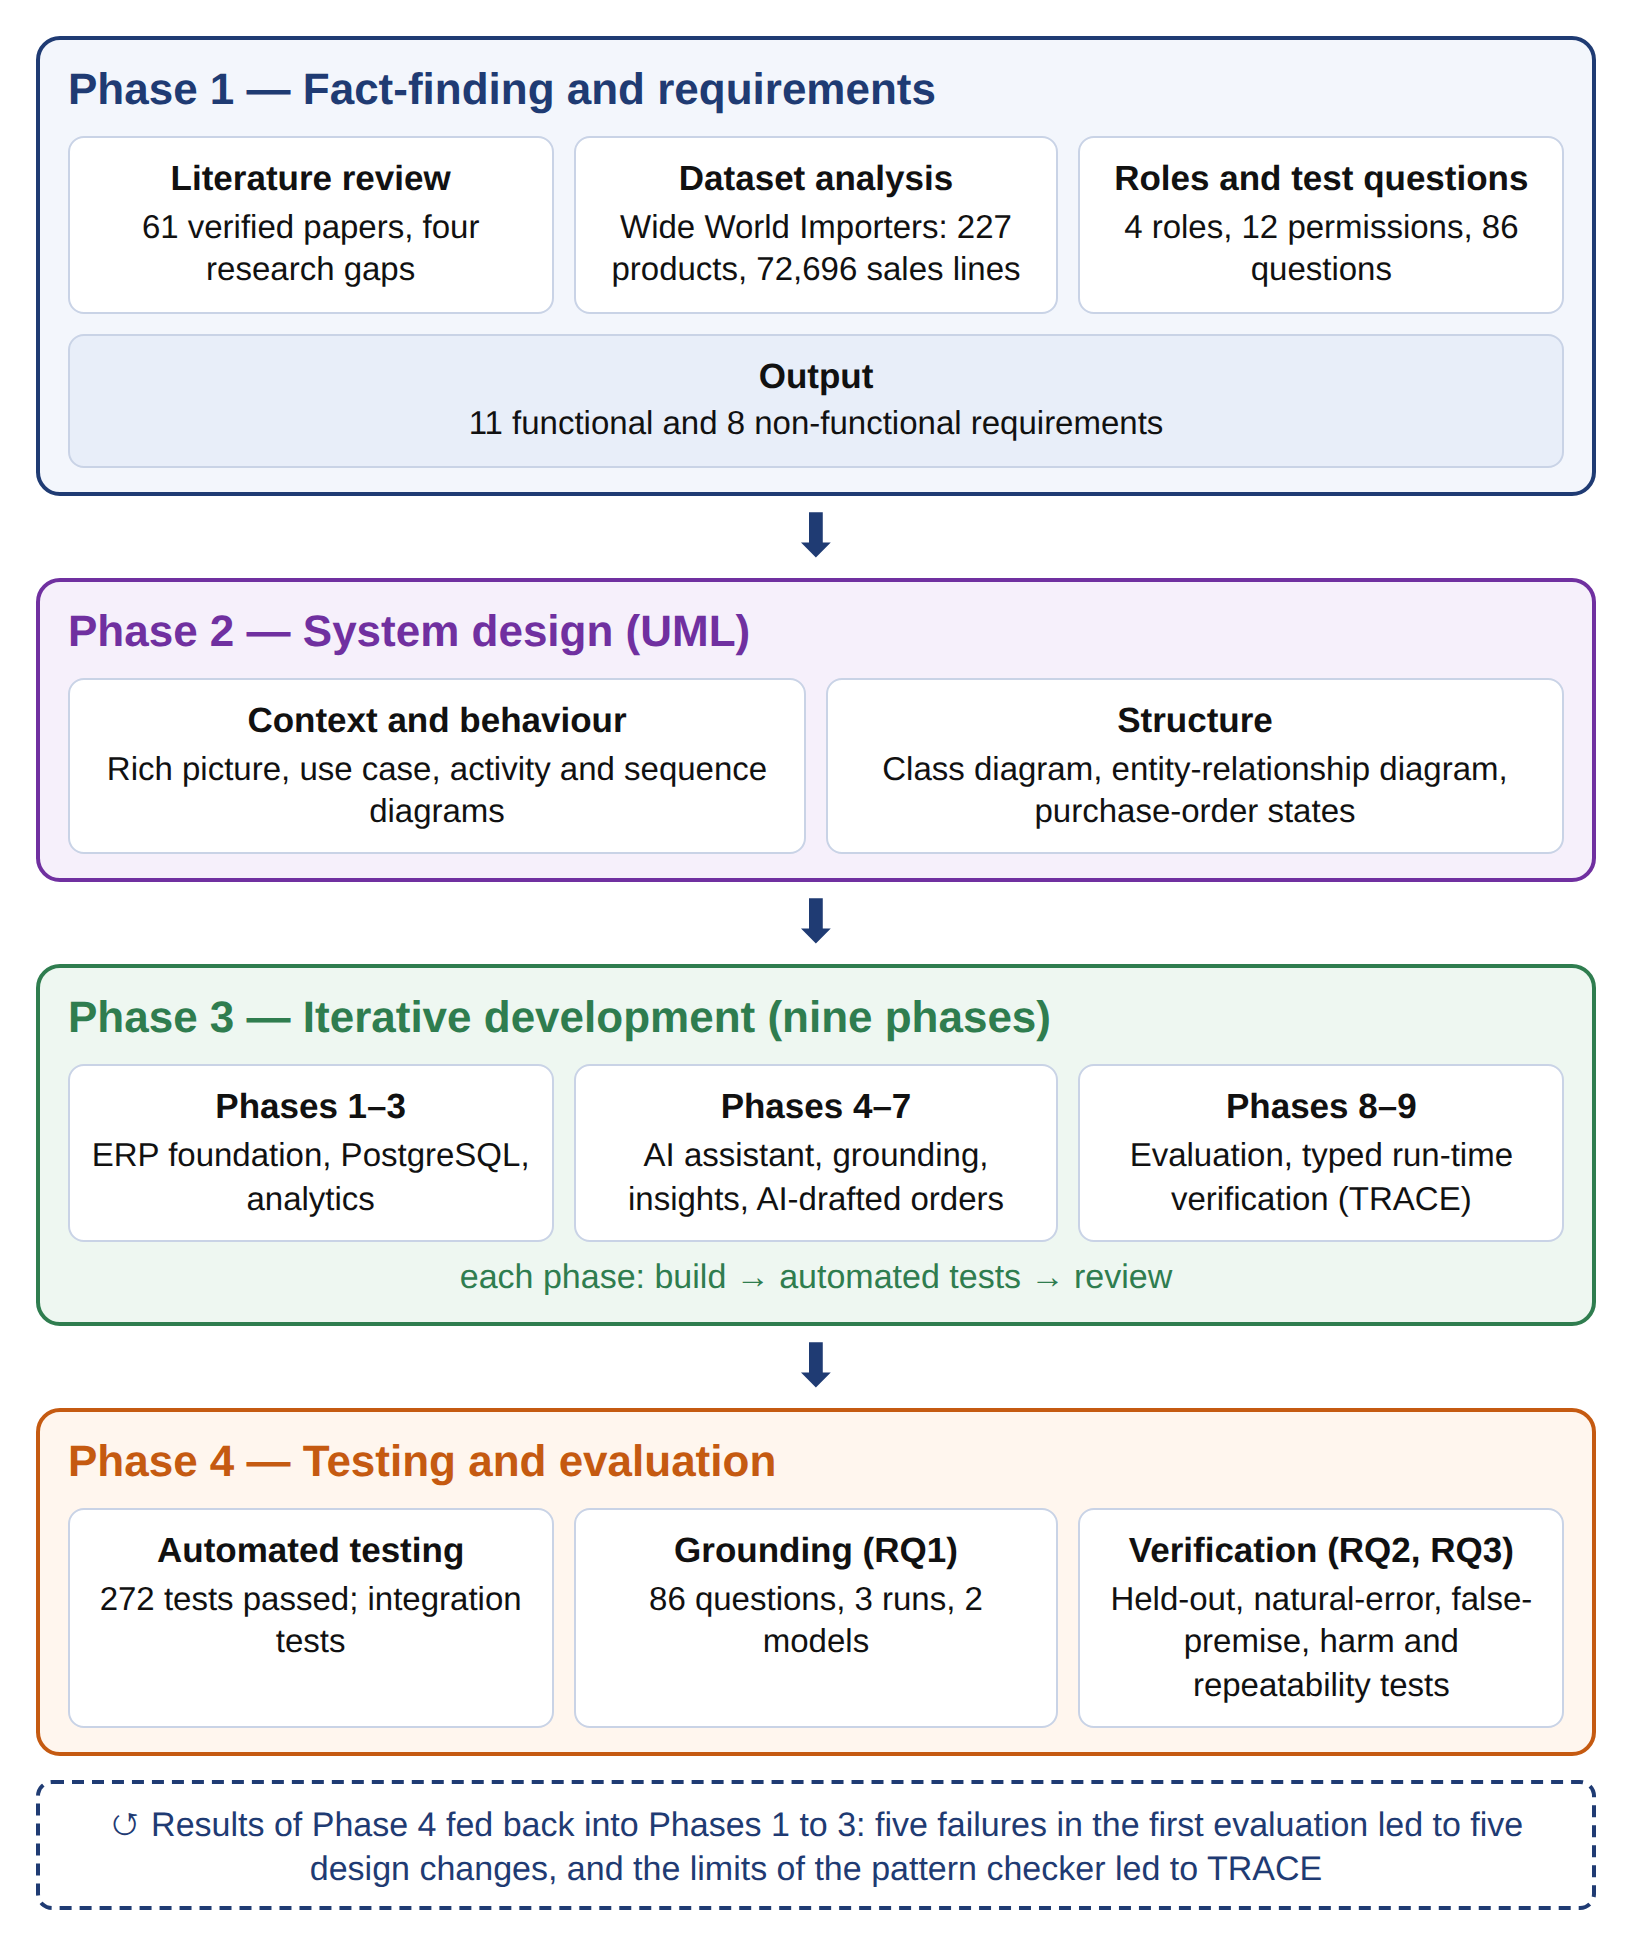 Phase 1 — Fact-finding and requirements
Literature review
61 verified papers, four
research gaps
Dataset analysis
Wide World Importers: 227
products, 72,696 sales lines
Roles and test questions
4 roles, 12 permissions, 86
questions
Output
11 functional and 8 non-functional requirements
Phase 2 — System design (UML)
Context and behaviour
Rich picture, use case, activity and sequence
diagrams
Structure
Class diagram, entity-relationship diagram,
purchase-order states
Phase 3 — Iterative development (nine phases)
Phases 1–3
ERP foundation, PostgreSQL,
analytics
Phases 4–7
AI assistant, grounding,
insights, AI-drafted orders
Phases 8–9
Evaluation, typed run-time
verification (TRACE)
each phase: build → automated tests → review
Phase 4 — Testing and evaluation
Automated testing
272 tests passed; integration
tests
Grounding (RQ1)
86 questions, 3 runs, 2
models
Verification (RQ2, RQ3)
Held-out, natural-error, false-
premise, harm and
repeatability tests
↺ Results of Phase 4 fed back into Phases 1 to 3: five failures in the first evaluation led to five
design changes, and the limits of the pattern checker led to TRACE